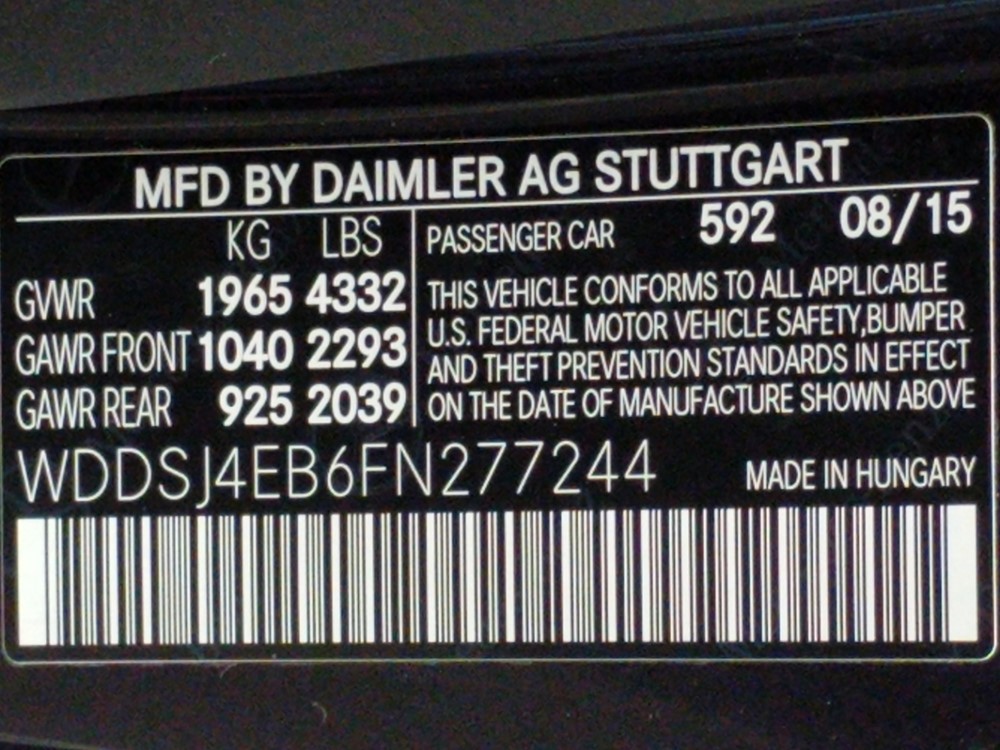 MFD BY DAIMLER AG STUTTGART
KG LBS
GVWR 1965 4332
GAWR FRONT 1040 2293
GAWR REAR 925 2039
PASSENGER CAR 592 08/15
THIS VEHICLE CONFORMS TO ALL APPLICABLE
U.S. FEDERAL MOTOR VEHICLE SAFETY,BUMPER
AND THEFT PREVENTION STANDARDS IN EFFECT
ON THE DATE OF MANUFACTURE SHOWN ABOVE
WDDSJ4EB6FN277244 MADE IN HUNGARY